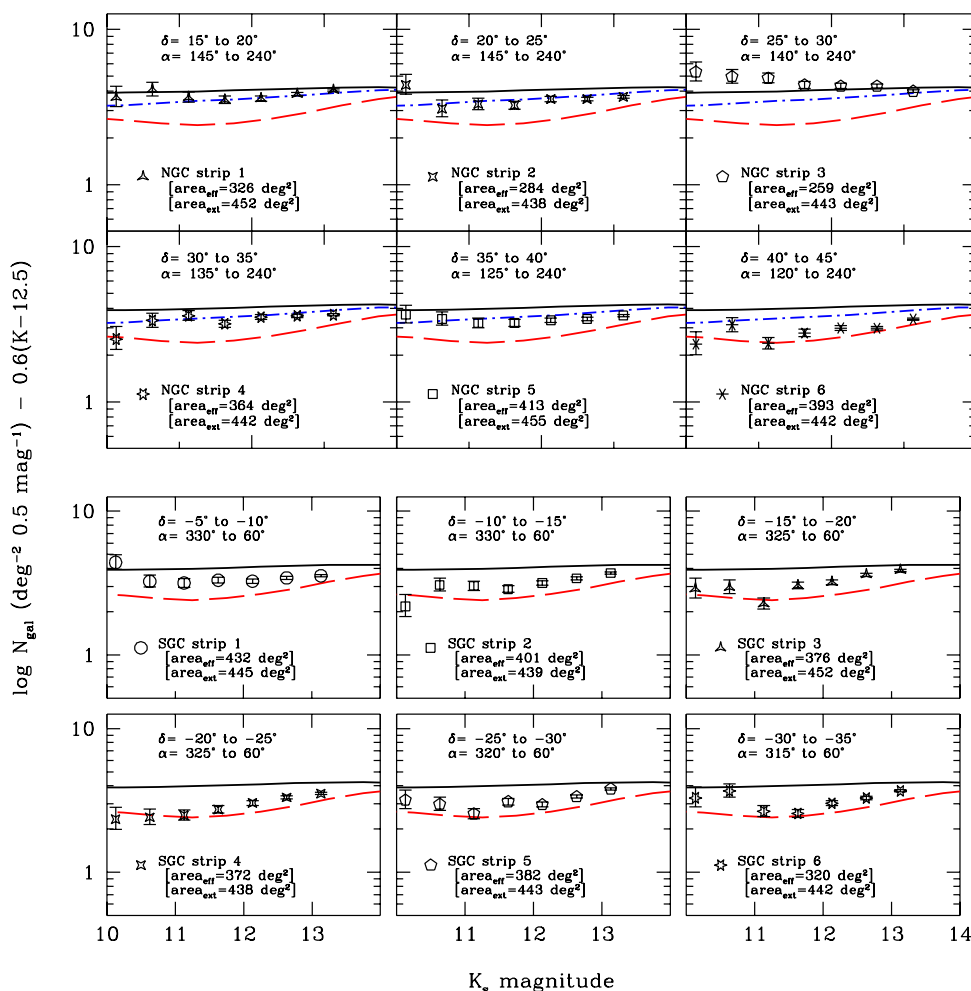 log N_gal (deg⁻² 0.5 mag⁻¹) − 0.6(K−12.5)
10
1
δ= 15° to 20°
α= 145° to 240°
NGC strip 1
[area_eff=326 deg²]
[area_ext=452 deg²]
δ= 20° to 25°
α= 145° to 240°
NGC strip 2
[area_eff=284 deg²]
[area_ext=438 deg²]
δ= 25° to 30°
α= 140° to 240°
NGC strip 3
[area_eff=259 deg²]
[area_ext=443 deg²]
10
1
δ= 30° to 35°
α= 135° to 240°
NGC strip 4
[area_eff=364 deg²]
[area_ext=442 deg²]
δ= 35° to 40°
α= 125° to 240°
NGC strip 5
[area_eff=413 deg²]
[area_ext=455 deg²]
δ= 40° to 45°
α= 120° to 240°
NGC strip 6
[area_eff=393 deg²]
[area_ext=442 deg²]
10 11 12 13 11 12 13 11 12 13 14
10
1
δ= −5° to −10°
α= 330° to 60°
SGC strip 1
[area_eff=432 deg²]
[area_ext=445 deg²]
δ= −10° to −15°
α= 330° to 60°
SGC strip 2
[area_eff=401 deg²]
[area_ext=439 deg²]
δ= −15° to −20°
α= 325° to 60°
SGC strip 3
[area_eff=376 deg²]
[area_ext=452 deg²]
10
1
δ= −20° to −25°
α= 325° to 60°
SGC strip 4
[area_eff=372 deg²]
[area_ext=438 deg²]
δ= −25° to −30°
α= 320° to 60°
SGC strip 5
[area_eff=382 deg²]
[area_ext=443 deg²]
δ= −30° to −35°
α= 315° to 60°
SGC strip 6
[area_eff=320 deg²]
[area_ext=442 deg²]
10 11 12 13 11 12 13 11 12 13 14
K_s magnitude